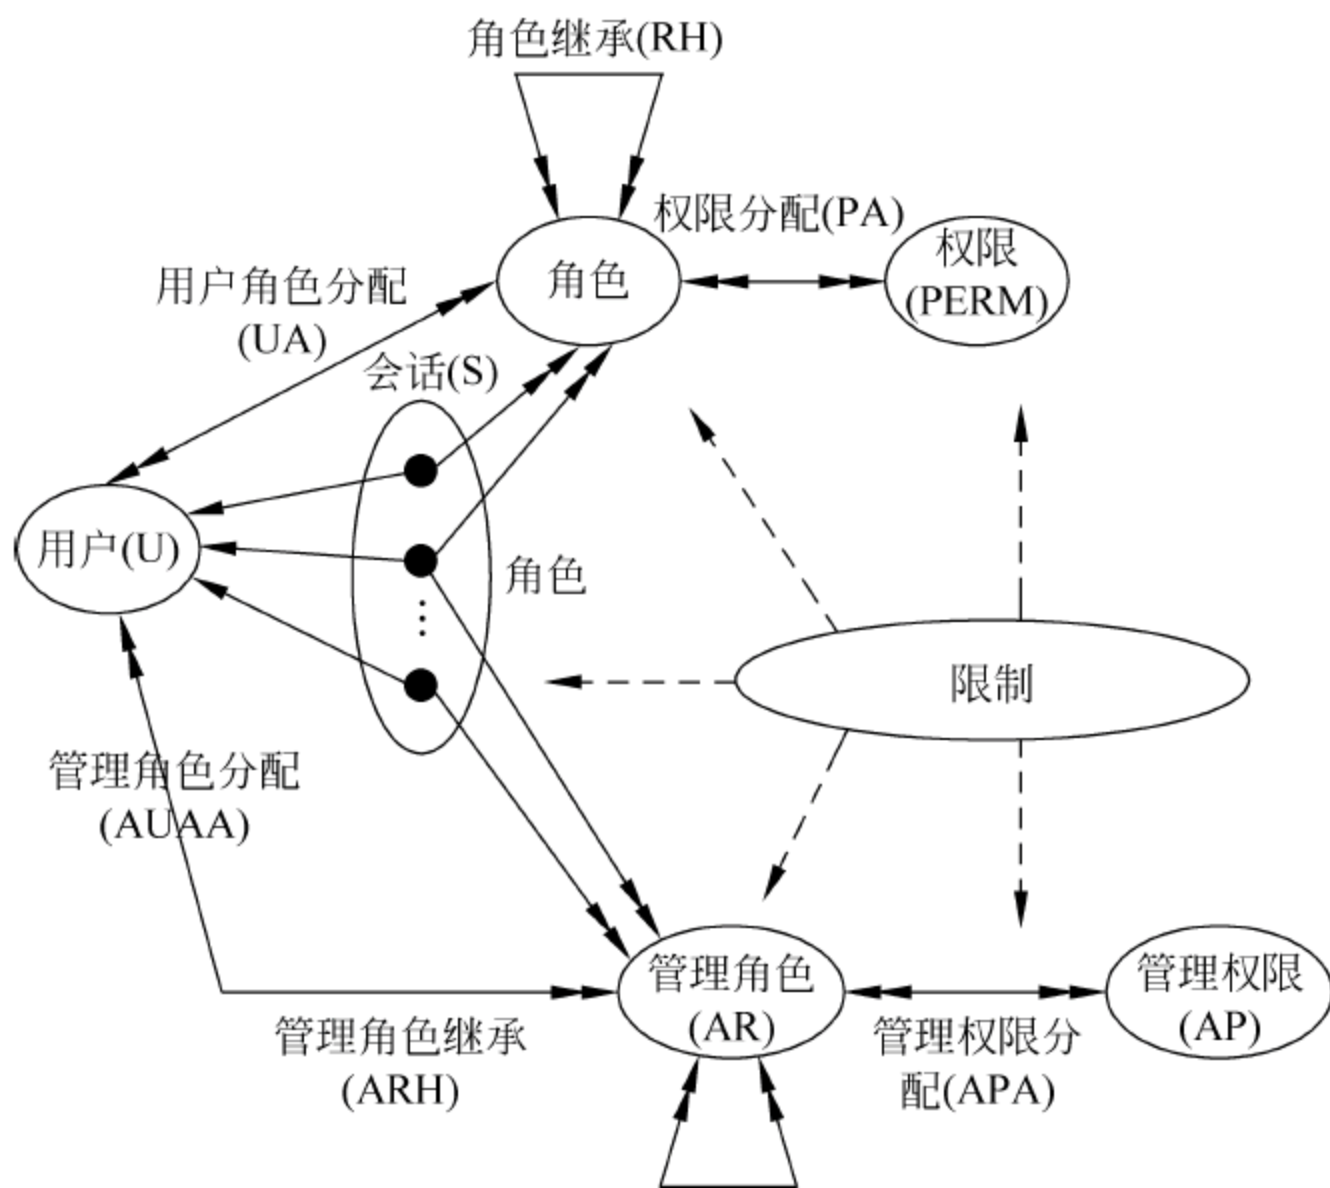 角色继承(RH)
权限分配(PA)
权限
(PERM)
角色
用户角色分配
(UA)
会话(S)
用户(U)
角色
限制
管理角色分配
(AUAA)
管理角色
(AR)
管理权限
(AP)
管理角色继承
(ARH)
管理权限分
配(APA)